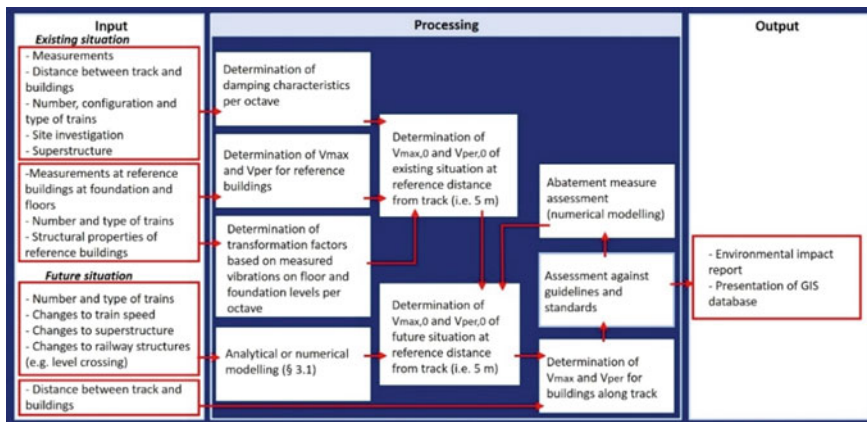 Input
Processing
Output
Existing situation
- Measurements
- Distance between track and
buildings
- Number, configuration and
type of trains
- Site investigation
- Superstructure
-Measurements at reference
buildings at foundation and
floors
- Number and type of trains
- Structural properties of
reference buildings
Future situation
- Number and type of trains
- Changes to train speed
- Changes to superstructure
- Changes to railway structures
(e.g. level crossing)
- Distance between track and
buildings
Determination of
damping characteristics
per octave
Determination of Vmax
and Vper for reference
buildings
Determination of
transformation factors
based on measured
vibrations on floor and
foundation levels per
octave
Analytical or numerical
modelling (§ 3.1)
Determination of
Vmax,0 and Vper,0 of
existing situation at
reference distance
from track (i.e. 5 m)
Determination of
Vmax,0 and Vper,0 of
future situation at
reference distance
from track (i.e. 5 m)
Abatement measure
assessment
(numerical modelling)
Assessment against
guidelines and
standards
Determination of
Vmax and Vper for
buildings along track
- Environmental impact
report
- Presentation of GIS
database